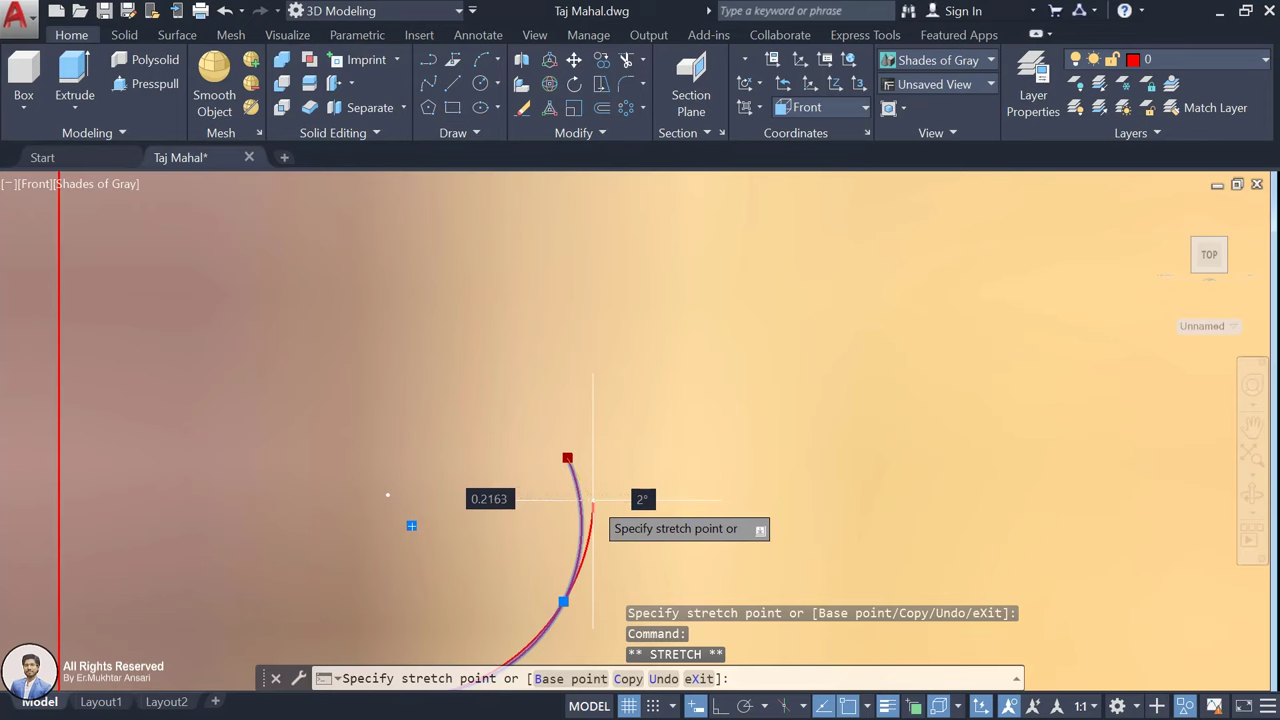 3D Modeling
Taj Mahal.dwg
Type a keyword or phrase
Sign In
Home
Solid
Surface
Mesh
Visualize
Parametric
Insert
Annotate
View
Manage
Output
Add-ins
Collaborate
Express Tools
Featured Apps
Box
Extrude
Polysolid
Presspull
Smooth
Object
Imprint
Separate
Section
Plane
Front
Shades of Gray
Unsaved View
Layer
Properties
0
Match Layer
Modeling
Mesh
Solid Editing
Draw
Modify
Section
Coordinates
View
Layers
Start
Taj Mahal*
[−][Front][Shades of Gray]
TOP
Unnamed
0.2163
2°
Specify stretch point or
Specify stretch point or [Base point/Copy/Undo/eXit]:
Command:
** STRETCH **
All Rights Reserved
By Er.Mukhtar Ansari
Specify stretch point or [Base point Copy Undo eXit]:
Model
Layout1
Layout2
MODEL
1:1